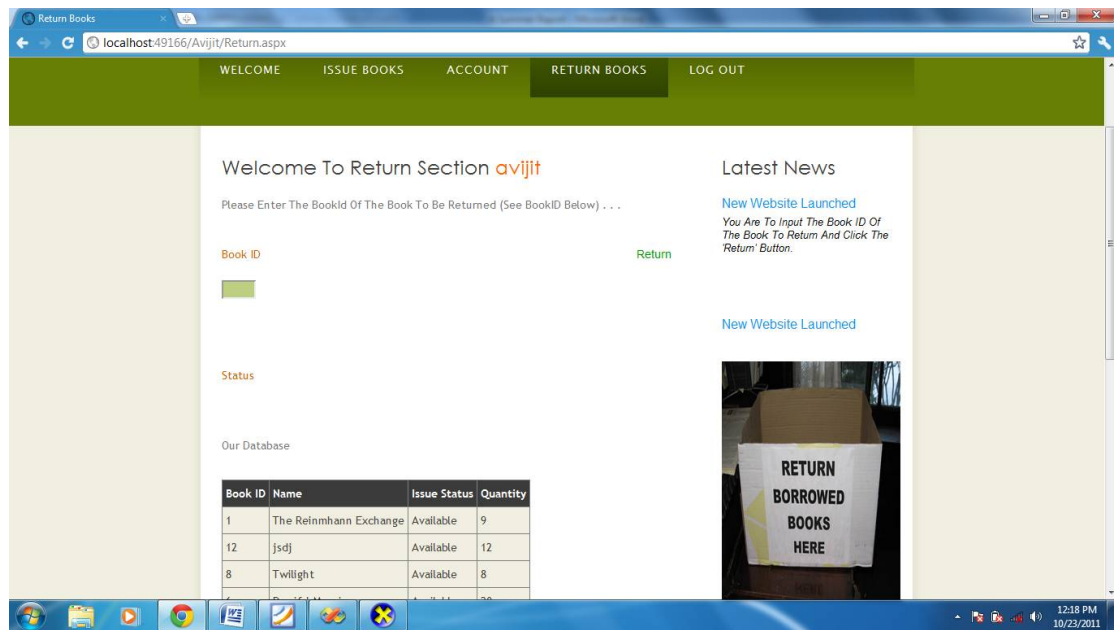 Return Books
localhost:49166/Avijit/Return.aspx
WELCOME ISSUE BOOKS ACCOUNT RETURN BOOKS LOG OUT
Welcome To Return Section avijit
Please Enter The BookId Of The Book To Be Returned (See BookID Below) . . .
Book ID Return
Status
Our Database
Book ID Name Issue Status Quantity
1 The Reinmhann Exchange Available 9
12 jsdj Available 12
8 Twilight Available 8
Latest News
New Website Launched
You Are To Input The Book ID Of
The Book To Return And Click The
'Return' Button.
New Website Launched
RETURN
BORROWED
BOOKS
HERE
12:18 PM
10/23/2011